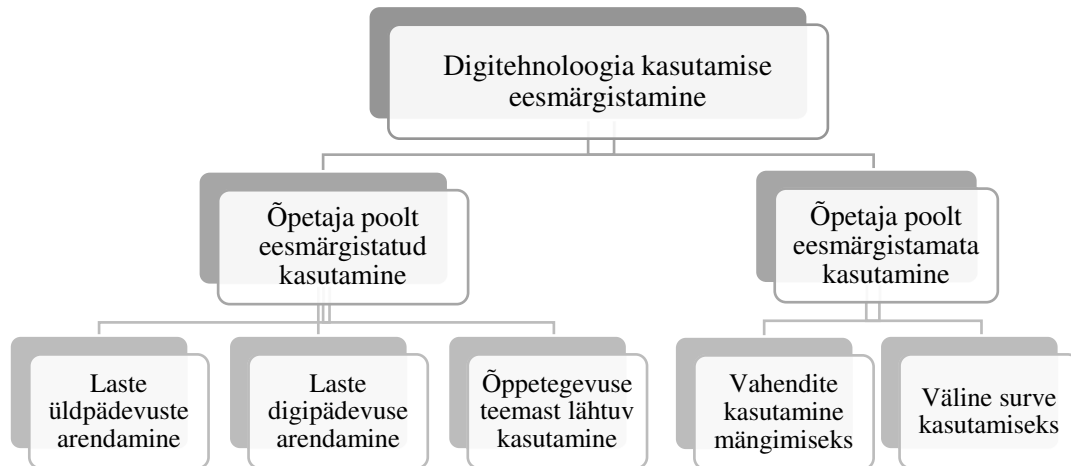 Digitehnoloogia kasutamise
eesmärgistamine
Õpetaja poolt
eesmärgistatud
kasutamine
Õpetaja poolt
eesmärgistamata
kasutamine
Laste
üldpädevuste
arendamine
Laste
digipädevuse
arendamine
Õppetegevuse
teemast lähtuv
kasutamine
Vahendite
kasutamine
mängimiseks
Väline surve
kasutamiseks